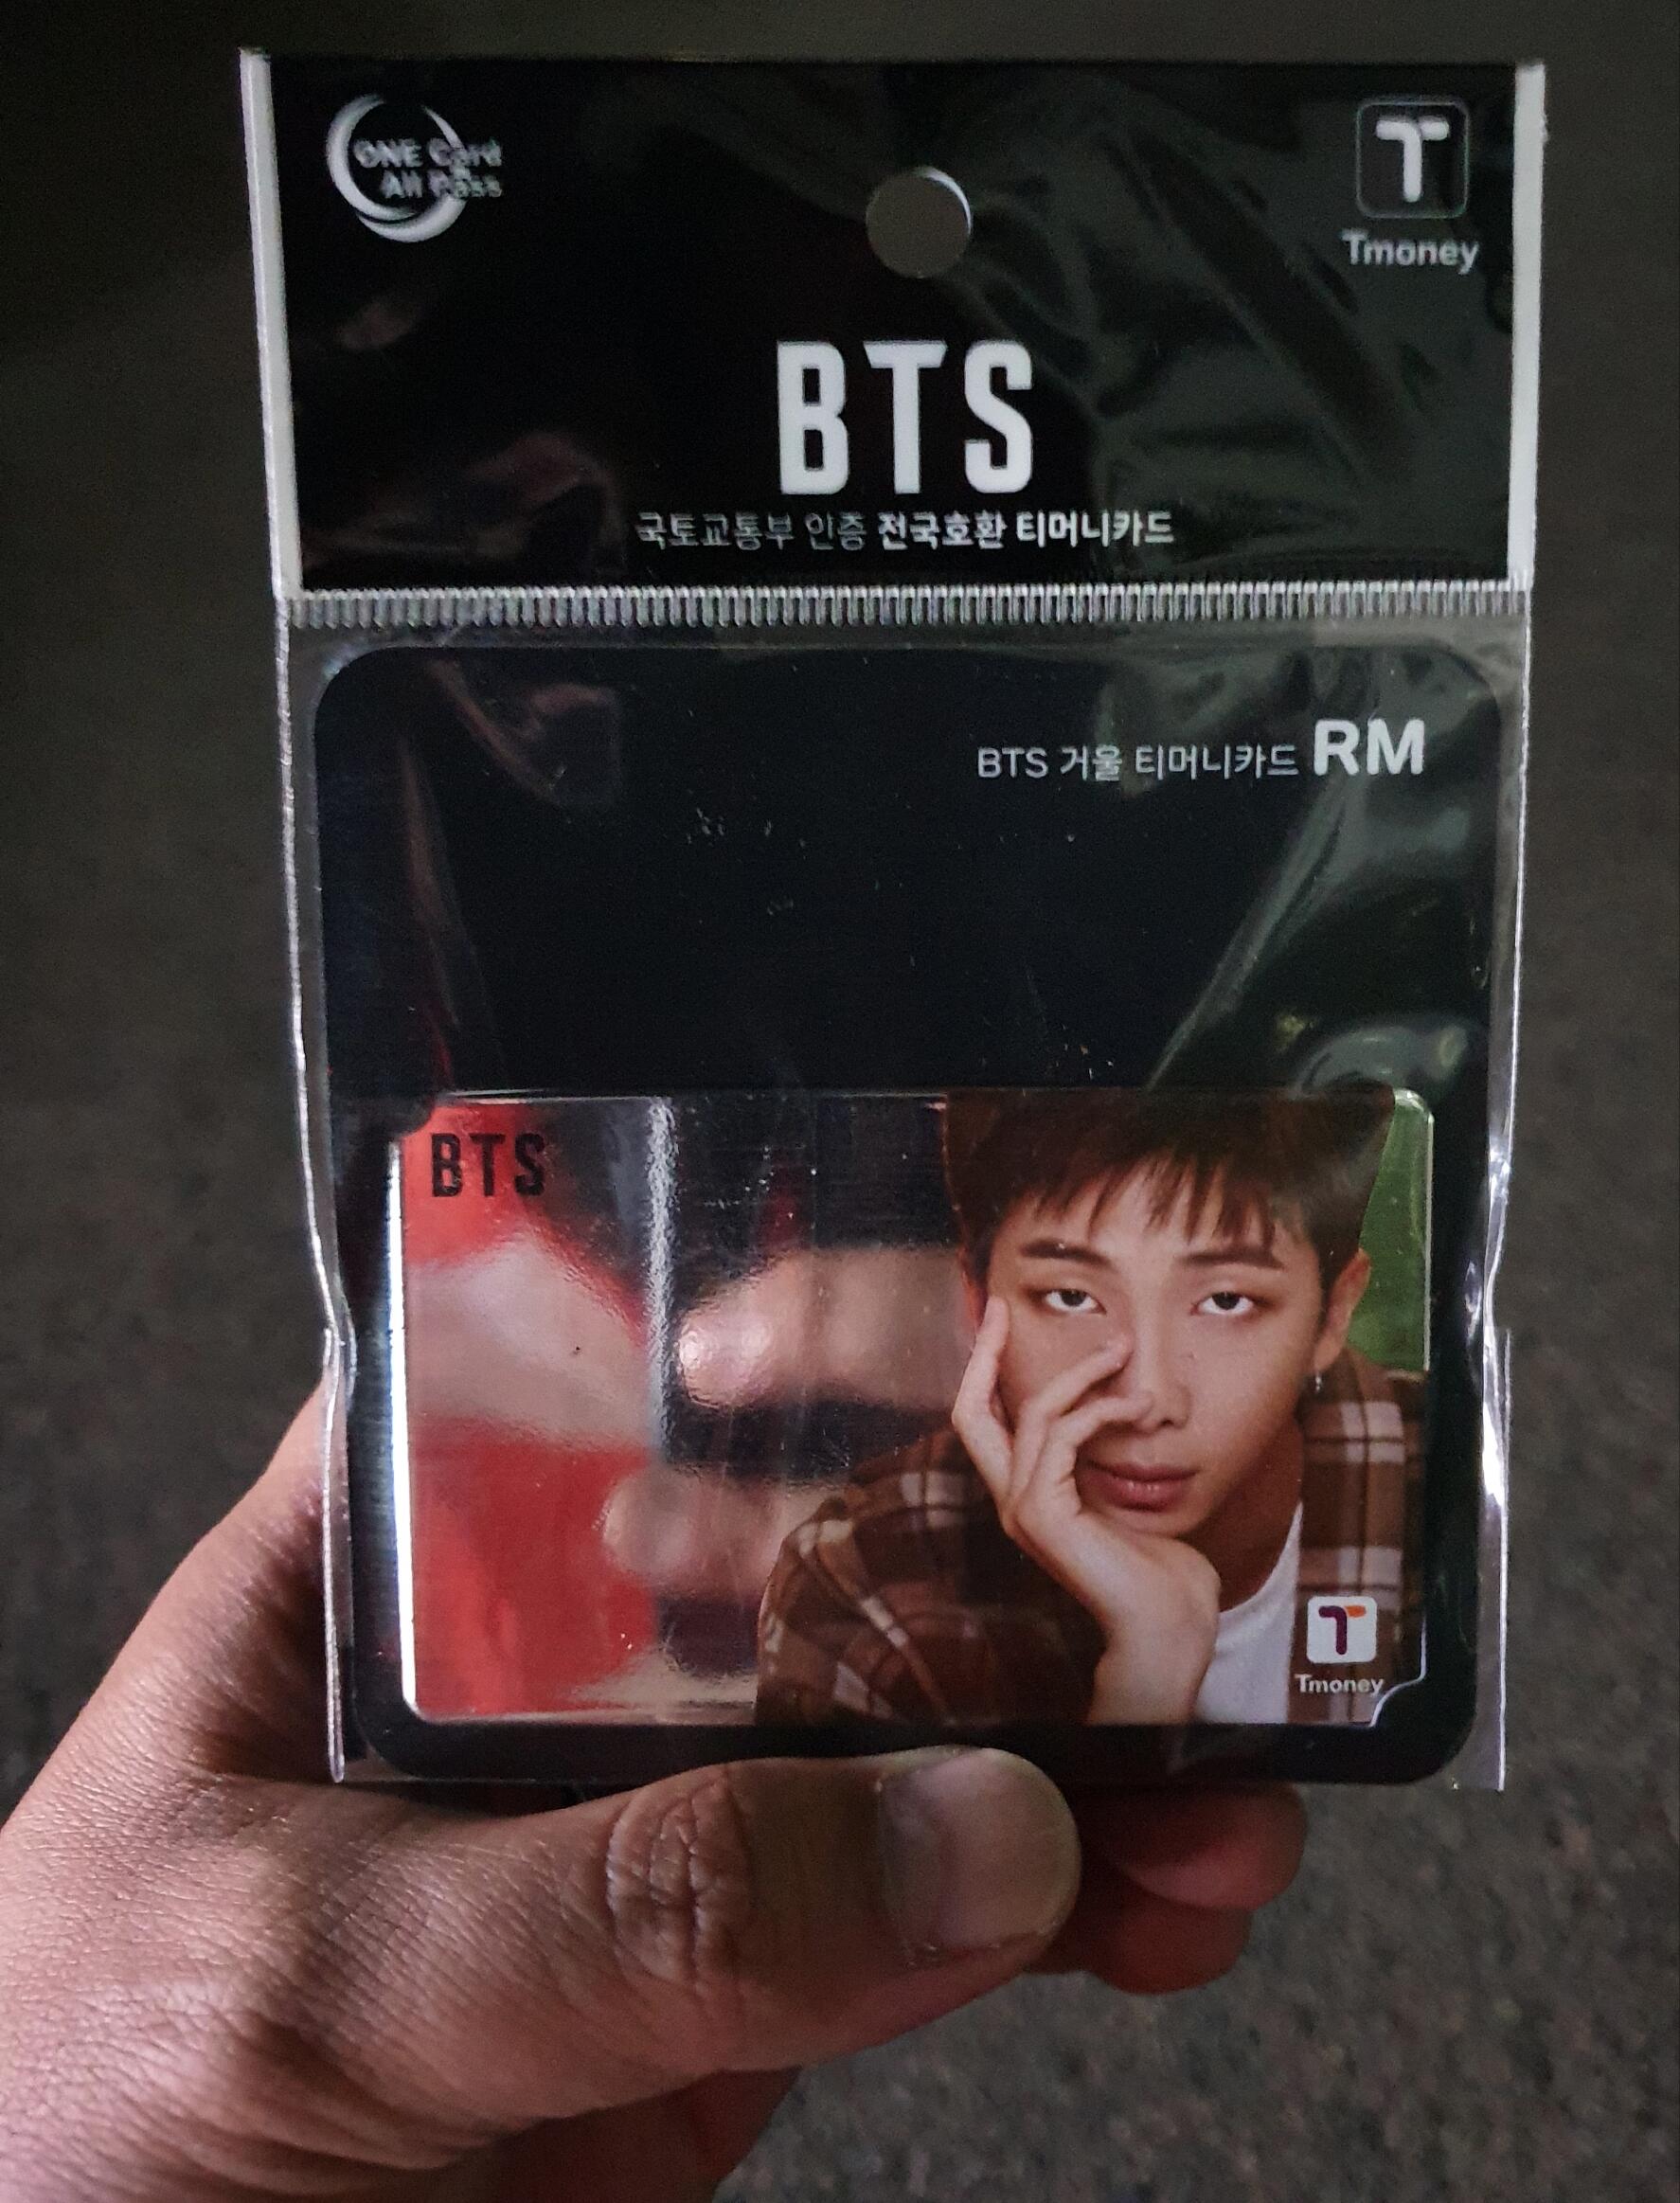 ONE Card
All Pass
T
Tmoney
BTS
국토교통부 인증 전국호환 티머니카드
BTS 거울 티머니카드 RM
BTS
T
Tmoney